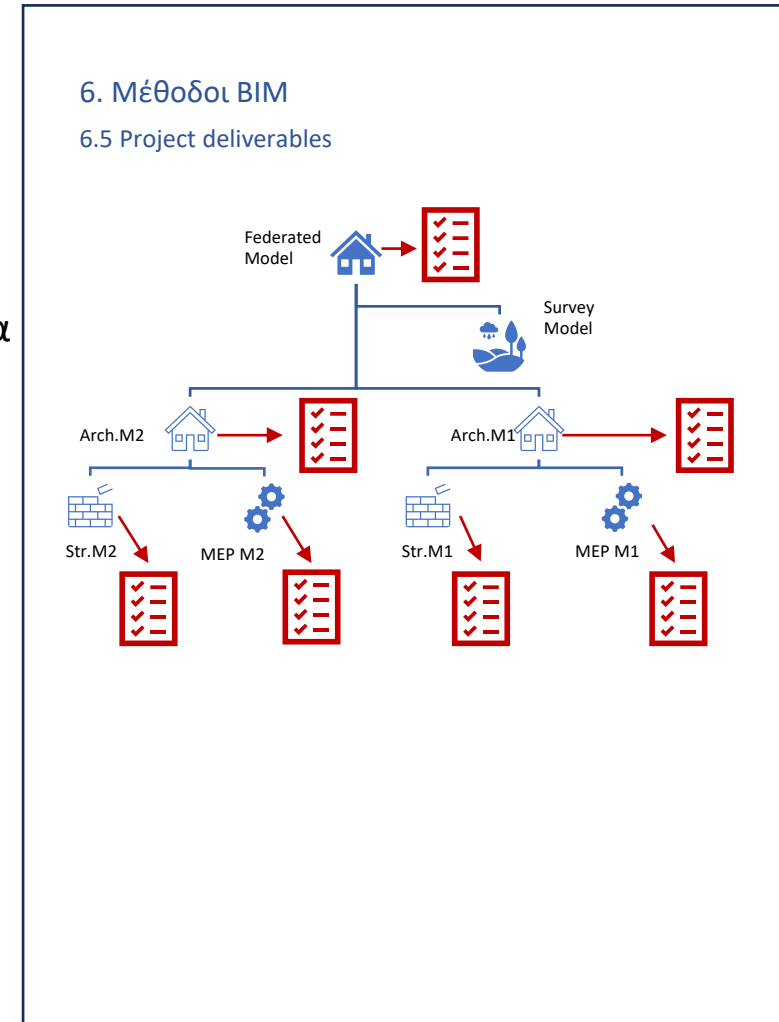 6. Μέθοδοι BIM
6.5 Project deliverables
Federated
Model
Survey
Model
α
Arch.M2
Arch.M1
Str.M2
MEP M2
Str.M1
MEP M1